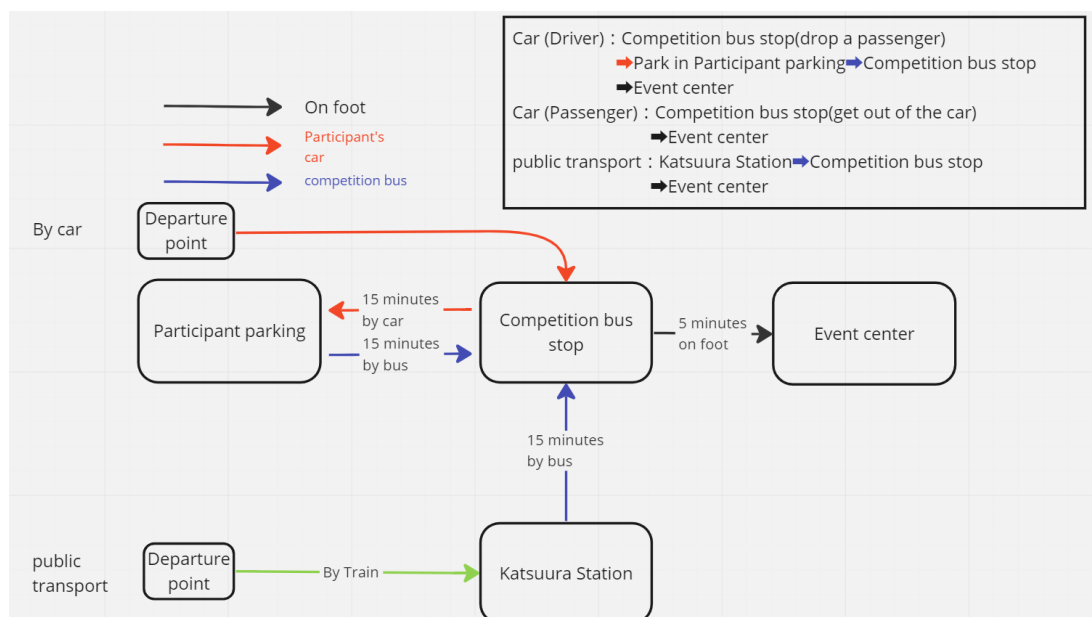 Car (Driver)：Competition bus stop(drop a passenger)
➡Park in Participant parking➡Competition bus stop
➡Event center
Car (Passenger)：Competition bus stop(get out of the car)
➡Event center
public transport：Katsuura Station➡Competition bus stop
➡Event center
On foot
Participant's
car
competition bus
By car
Departure
point
Participant parking
15 minutes
by car
15 minutes
by bus
Competition bus
stop
5 minutes
on foot
Event center
15 minutes
by bus
public
transport
Departure
point
By Train
Katsuura Station